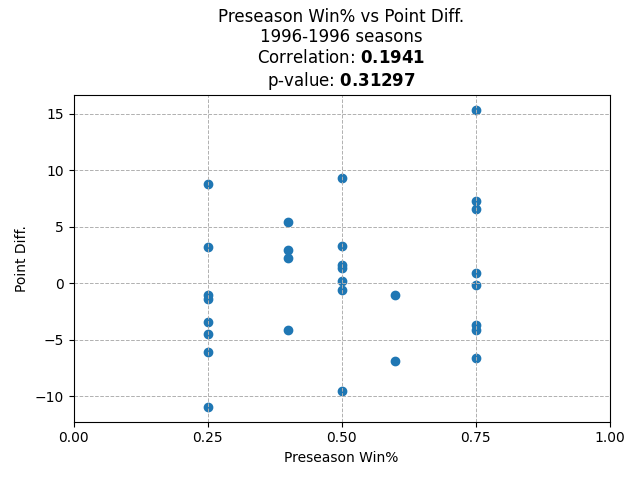 Preseason Win% vs Point Diff.
1996-1996 seasons
Correlation: 0.1941
p-value: 0.31297
15
10
5
0
−5
−10
Point Diff.
0.00 0.25 0.50 0.75 1.00
Preseason Win%